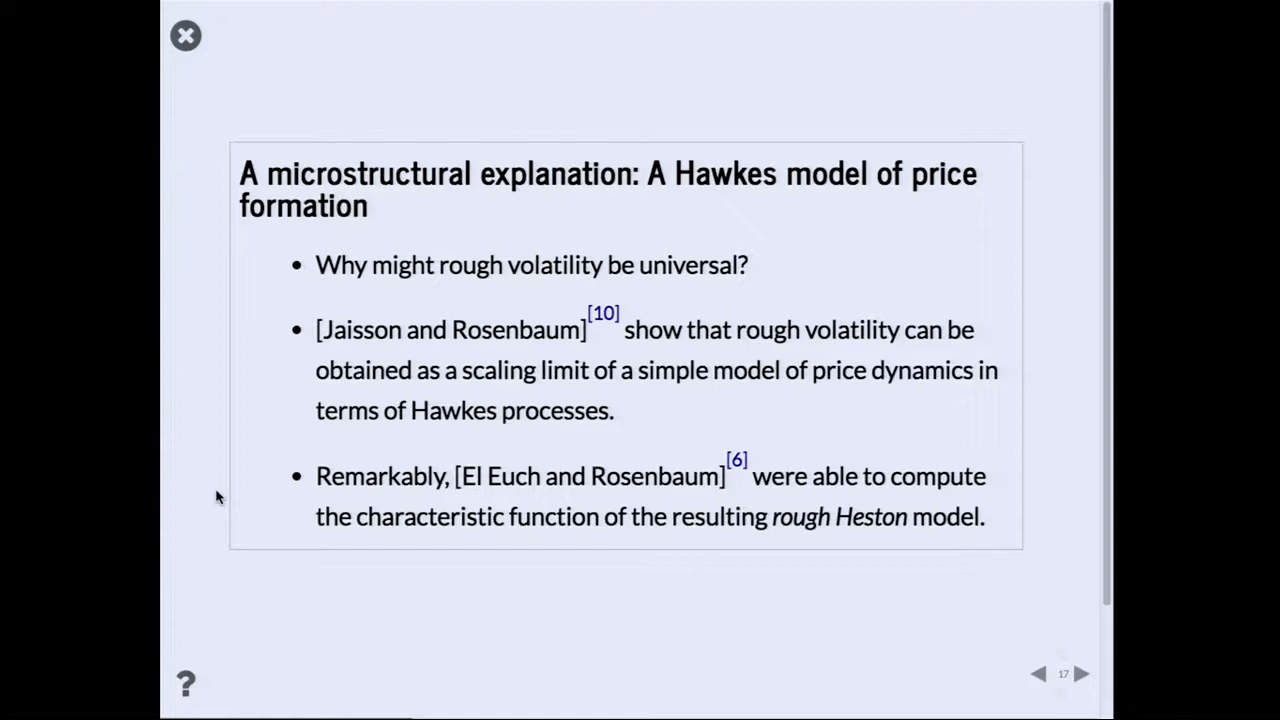 A microstructural explanation: A Hawkes model of price
formation
• Why might rough volatility be universal?
• [Jaisson and Rosenbaum][10] show that rough volatility can be
obtained as a scaling limit of a simple model of price dynamics in
terms of Hawkes processes.
• Remarkably, [El Euch and Rosenbaum][6] were able to compute
the characteristic function of the resulting rough Heston model.
?
17